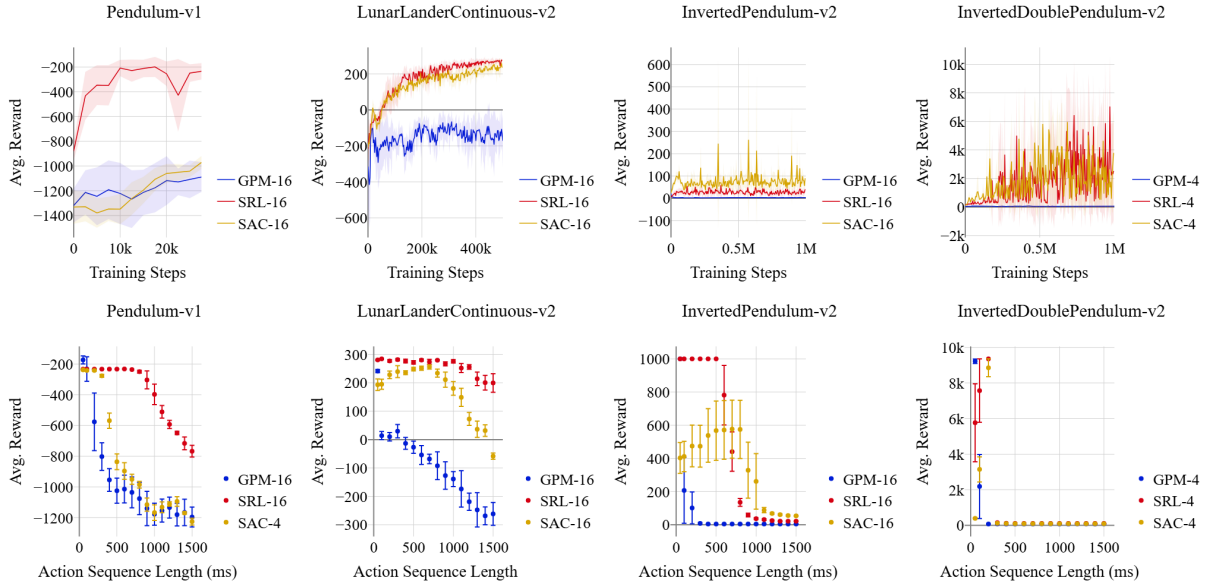 Pendulum-v1
−200
−400
−600
−800
−1000
−1200
−1400
0
10k
20k
Avg. Reward
Training Steps
GPM-16
SRL-16
SAC-16
LunarLanderContinuous-v2
200
0
−200
−400
−600
0
200k
400k
Avg. Reward
Training Steps
GPM-16
SRL-16
SAC-16
InvertedPendulum-v2
600
500
400
300
200
100
0
−100
0
0.5M
1M
Avg. Reward
Training Steps
GPM-16
SRL-16
SAC-16
InvertedDoublePendulum-v2
10k
8k
6k
4k
2k
0
−2k
0
0.5M
1M
Avg. Reward
Training Steps
GPM-4
SRL-4
SAC-4
Pendulum-v1
−200
−400
−600
−800
−1000
−1200
0
500
1000
1500
Avg. Reward
Action Sequence Length (ms)
GPM-16
SRL-16
SAC-4
LunarLanderContinuous-v2
300
200
100
0
−100
−200
−300
0
500
1000
1500
Avg. Reward
Action Sequence Length
GPM-16
SRL-16
SAC-16
InvertedPendulum-v2
1000
800
600
400
200
0
0
500
1000
1500
Avg. Reward
Action Sequence Length (ms)
GPM-16
SRL-16
SAC-16
InvertedDoublePendulum-v2
10k
8k
6k
4k
2k
0
0
500
1000
1500
Avg. Reward
Action Sequence Length (ms)
GPM-4
SRL-4
SAC-4